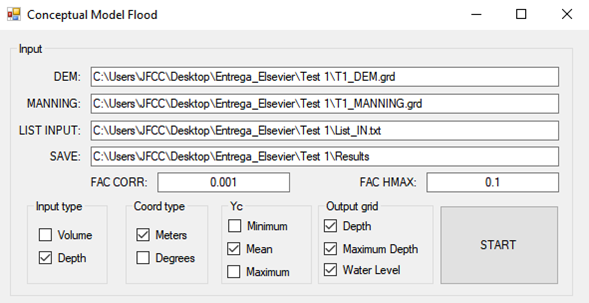 Conceptual Model Flood
Input
DEM: C:\Users\JFCC\Desktop\Entrega_Elsevier\Test 1\T1_DEM.grd
MANNING: C:\Users\JFCC\Desktop\Entrega_Elsevier\Test 1\T1_MANNING.grd
LIST INPUT: C:\Users\JFCC\Desktop\Entrega_Elsevier\Test 1\List_IN.txt
SAVE: C:\Users\JFCC\Desktop\Entrega_Elsevier\Test 1\Results
FAC CORR: 0.001 FAC HMAX: 0.1
Input type
Volume
Depth
Coord type
Meters
Degrees
Yc
Minimum
Mean
Maximum
Output grid
Depth
Maximum Depth
Water Level
START